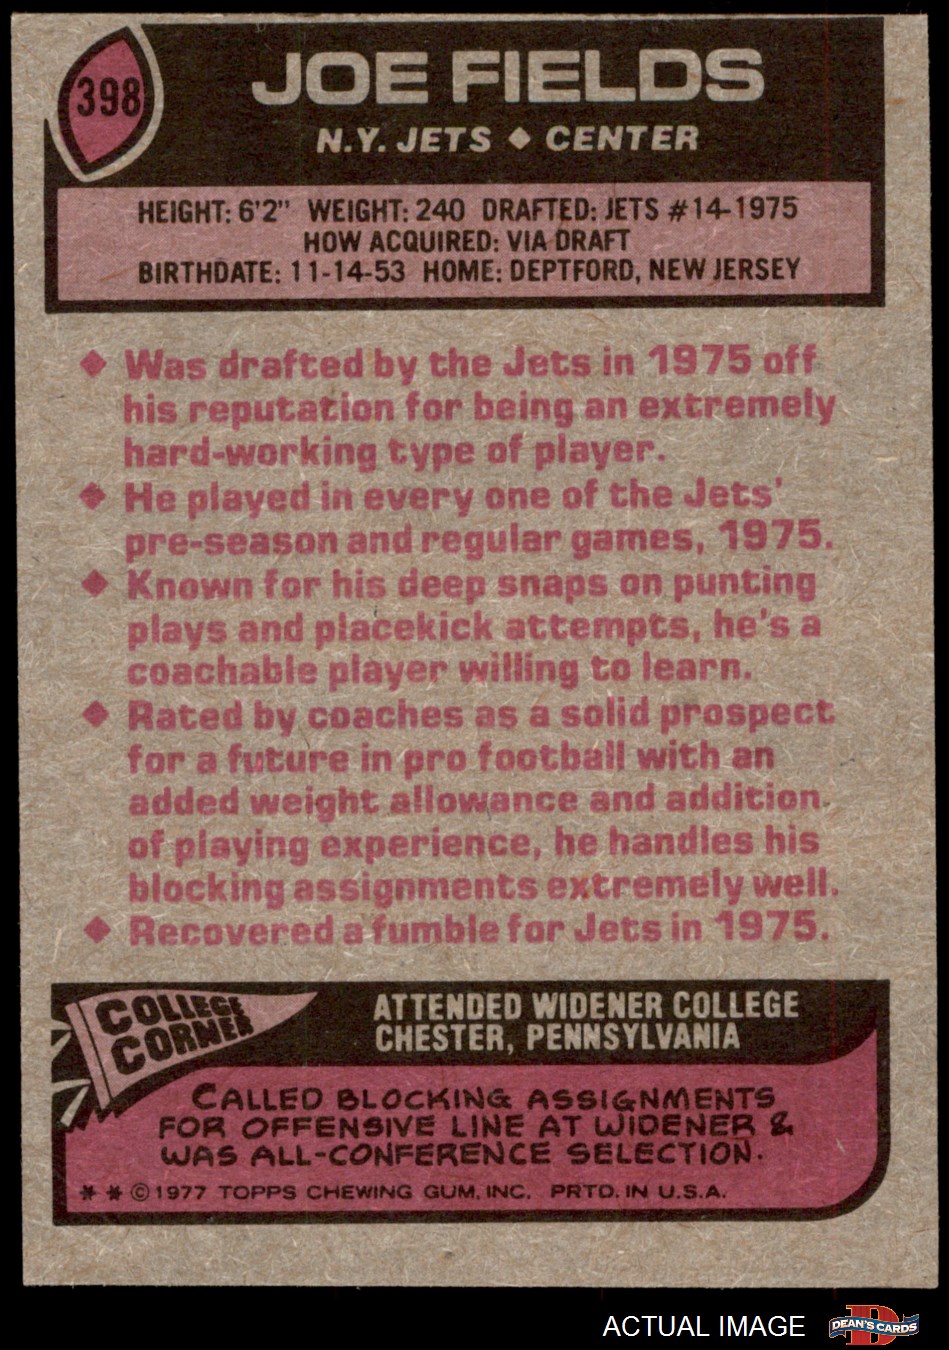 398
JOE FIELDS
N.Y. JETS ◆ CENTER
HEIGHT: 6'2" WEIGHT: 240 DRAFTED: JETS #14-1975
HOW ACQUIRED: VIA DRAFT
BIRTHDATE: 11-14-53 HOME: DEPTFORD, NEW JERSEY
◆ Was drafted by the Jets in 1975 off
his reputation for being an extremely
hard-working type of player.
◆ He played in every one of the Jets'
pre-season and regular games, 1975.
◆ Known for his deep snaps on punting
plays and placekick attempts, he's a
coachable player willing to learn.
◆ Rated by coaches as a solid prospect
for a future in pro football with an
added weight allowance and addition
of playing experience, he handles his
blocking assignments extremely well.
◆ Recovered a fumble for Jets in 1975.
COLLEGE
CORNER
ATTENDED WIDENER COLLEGE
CHESTER, PENNSYLVANIA
CALLED BLOCKING ASSIGNMENTS
FOR OFFENSIVE LINE AT WIDENER &
WAS ALL-CONFERENCE SELECTION.
* * © 1977 TOPPS CHEWING GUM, INC. PRTD. IN U.S.A.
ACTUAL IMAGE
D
DEAN'S CARDS